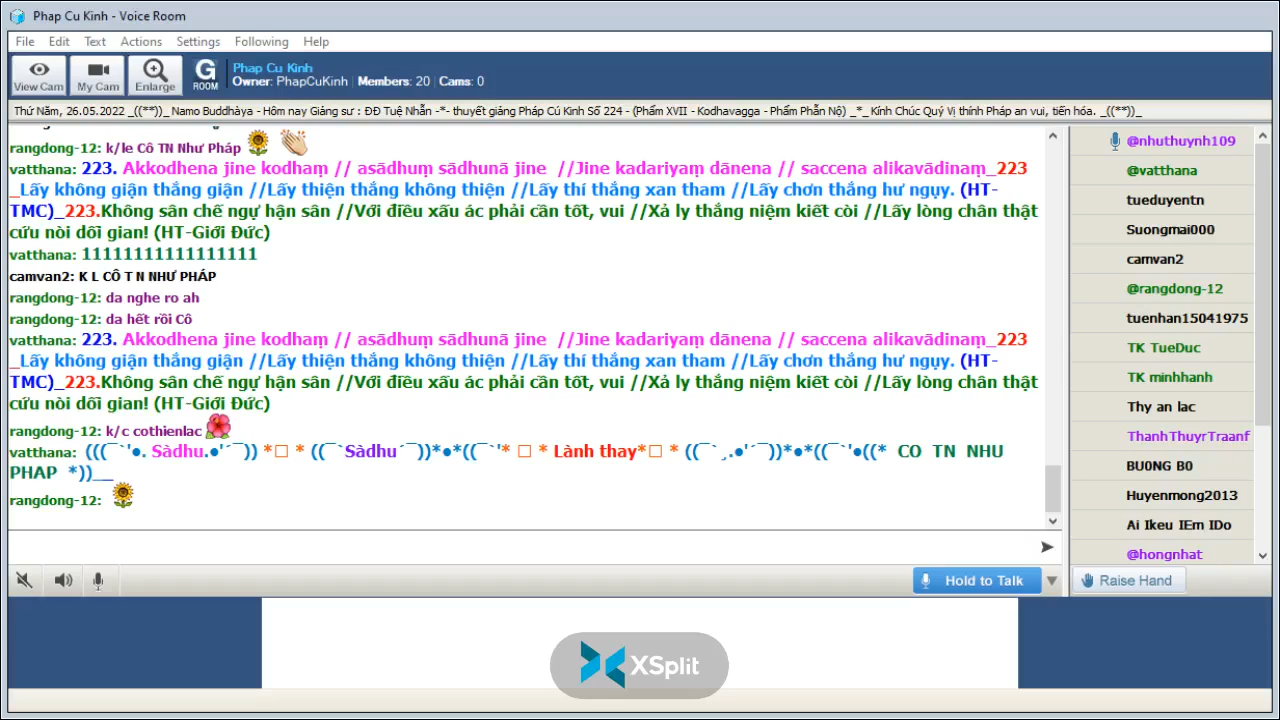 Phap Cu Kinh - Voice Room
File Edit Text Actions Settings Following Help
View Cam My Cam Enlarge G ROOM
Phap Cu Kinh
Owner: PhapCuKinh | Members: 20 | Cams: 0
Thứ Năm, 26.05.2022 _((**))_ Namo Buddhàya - Hôm nay Giảng sư : ĐĐ Tuệ Nhẫn -*- thuyết giảng Pháp Cú Kinh Số 224 - (Phẩm XVII - Kodhavagga - Phẩm Phẫn Nộ) _*_ Kính Chúc Quý Vị thính Pháp an vui, tiến hóa. _((**))_
rangdong-12: k/le Cô TN Như Pháp
vatthana: 223. Akkodhena jine kodhaṃ // asādhuṃ sādhunā jine //Jine kadariyaṃ dānena // saccena alikavādinaṃ_223
_Lấy không giận thắng giận //Lấy thiện thắng không thiện //Lấy thí thắng xan tham //Lấy chơn thắng hư ngụy. (HT-
TMC)_223.Không sân chế ngự hận sân //Với điều xấu ác phải cần tốt, vui //Xả ly thắng niệm kiết còi //Lấy lòng chân thật
cứu nòi dối gian! (HT-Giới Đức)
vatthana: 11111111111111111
camvan2: K L CÔ T N NHƯ PHÁP
rangdong-12: da nghe ro ah
rangdong-12: da hết rồi Cô
vatthana: 223. Akkodhena jine kodhaṃ // asādhuṃ sādhunā jine //Jine kadariyaṃ dānena // saccena alikavādinaṃ_223
_Lấy không giận thắng giận //Lấy thiện thắng không thiện //Lấy thí thắng xan tham //Lấy chơn thắng hư ngụy. (HT-
TMC)_223.Không sân chế ngự hận sân //Với điều xấu ác phải cần tốt, vui //Xả ly thắng niệm kiết còi //Lấy lòng chân thật
cứu nòi dối gian! (HT-Giới Đức)
rangdong-12: k/c cothienlac
vatthana: (((¯`'●. Sàdhu.●'´¯)) *□ * ((¯`Sàdhu´¯))*●*((¯`'* □ * Lành thay*□ * ((¯`¸.●'´¯))*●*((¯`'●((* CO TN NHU
PHAP *))__
rangdong-12:
Hold to Talk
@nhuthuynh109
@vatthana
tueduyentn
Suongmai000
camvan2
@rangdong-12
tuenhan15041975
TK TueDuc
TK minhhanh
Thy an lac
ThanhThuyrTraanf
BU0NG B0
Huyenmong2013
Ai Ikeu IEm IDo
@hongnhat
Raise Hand
XSplit